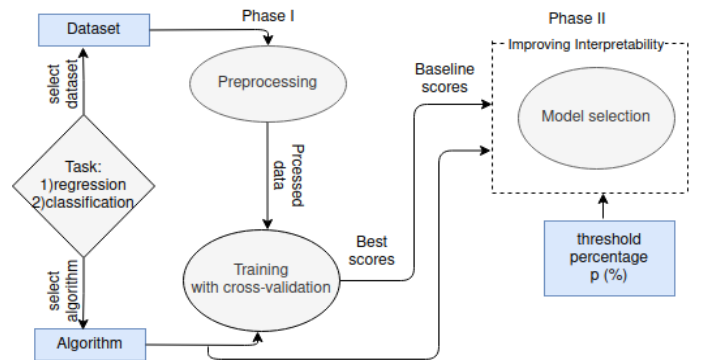 Dataset
Phase I
Phase II
Improving Interpretability
select
dataset
Preprocessing
Baseline
scores
Model selection
Task:
1)regression
2)classification
Prcessed
data
select
algorithm
Training
with cross-validation
Best
scores
threshold
percentage
p (%)
Algorithm